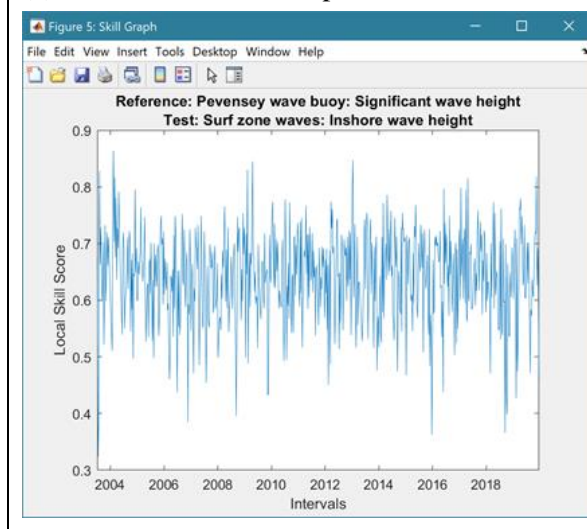 Figure 5: Skill Graph
File Edit View Insert Tools Desktop Window Help
Reference: Pevensey wave buoy: Significant wave height
Test: Surf zone waves: Inshore wave height
0.9
0.8
0.7
0.6
0.5
0.4
0.3
Local Skill Score
2004 2006 2008 2010 2012 2014 2016 2018
Intervals